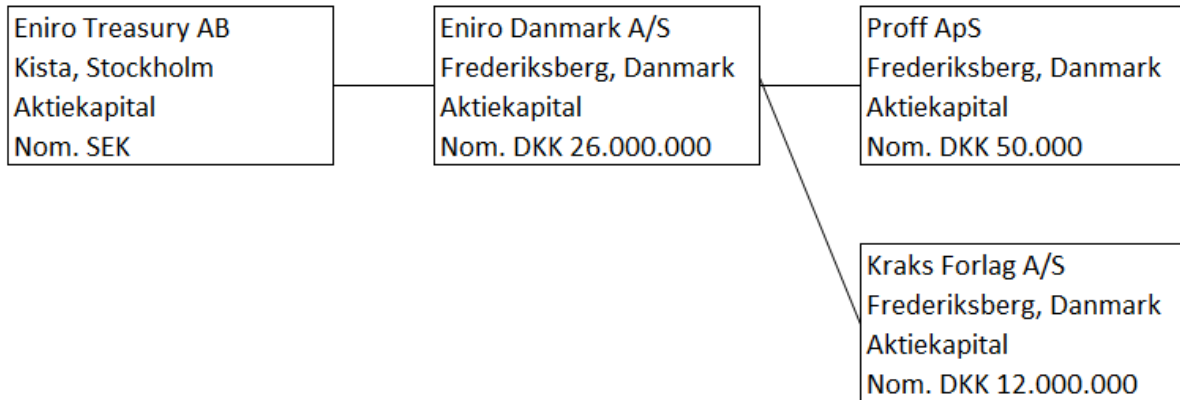 Eniro Treasury AB
Kista, Stockholm
Aktiekapital
Nom. SEK
Eniro Danmark A/S
Frederiksberg, Danmark
Aktiekapital
Nom. DKK 26.000.000
Proff ApS
Frederiksberg, Danmark
Aktiekapital
Nom. DKK 50.000
Kraks Forlag A/S
Frederiksberg, Danmark
Aktiekapital
Nom. DKK 12.000.000